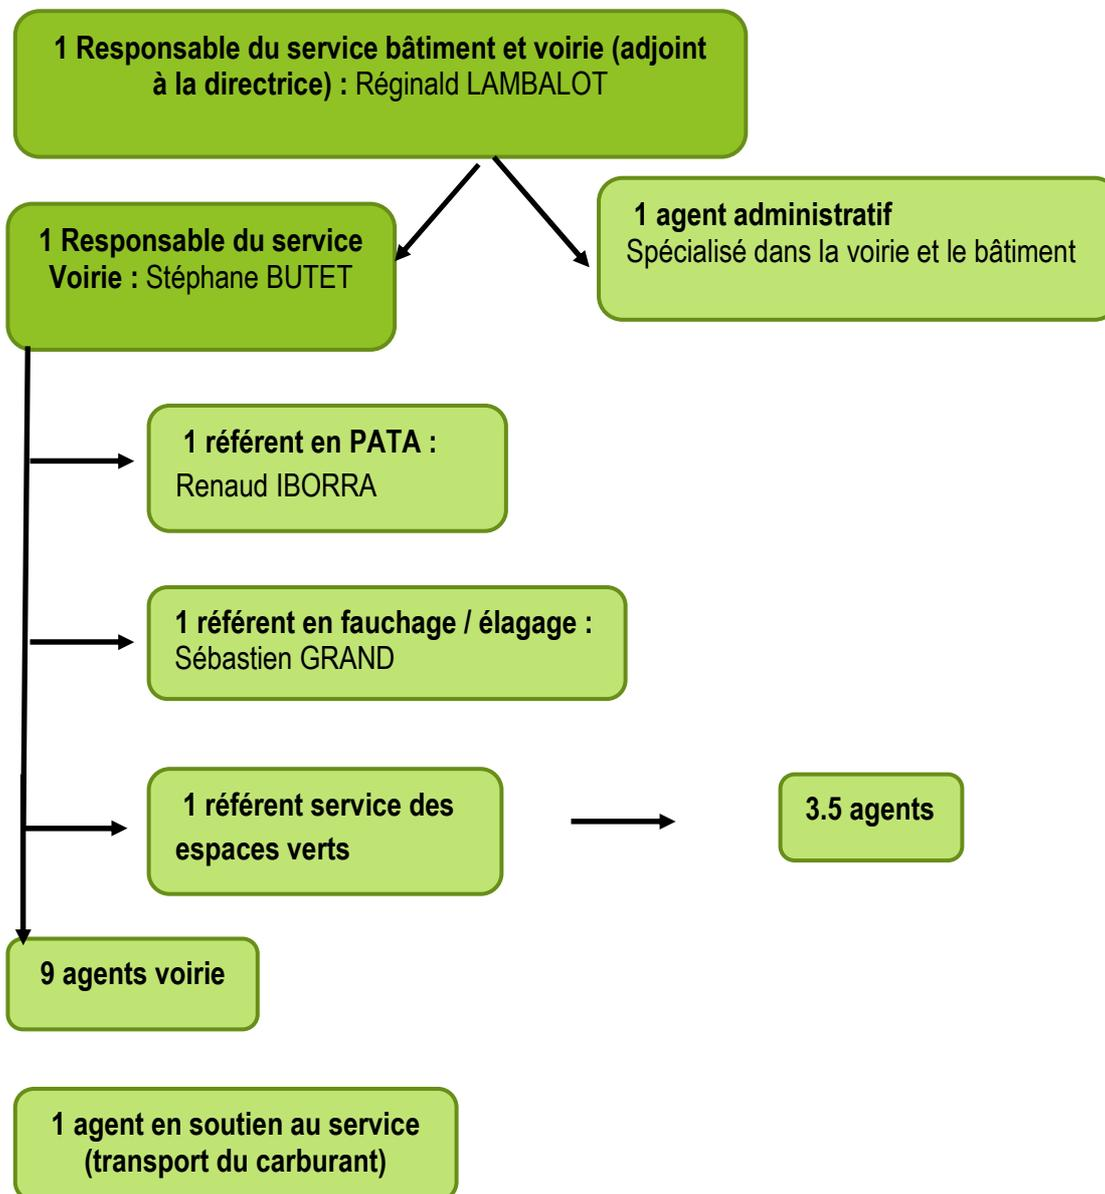 1 Responsable du service bâtiment et voirie (adjoint
à la directrice) : Réginald LAMBALOT
1 agent administratif
Spécialisé dans la voirie et le bâtiment
1 Responsable du service
Voirie : Stéphane BUTET
1 référent en PATA :
Renaud IBORRA
1 référent en fauchage / élagage :
Sébastien GRAND
1 référent service des
espaces verts
3.5 agents
9 agents voirie
1 agent en soutien au service
(transport du carburant)